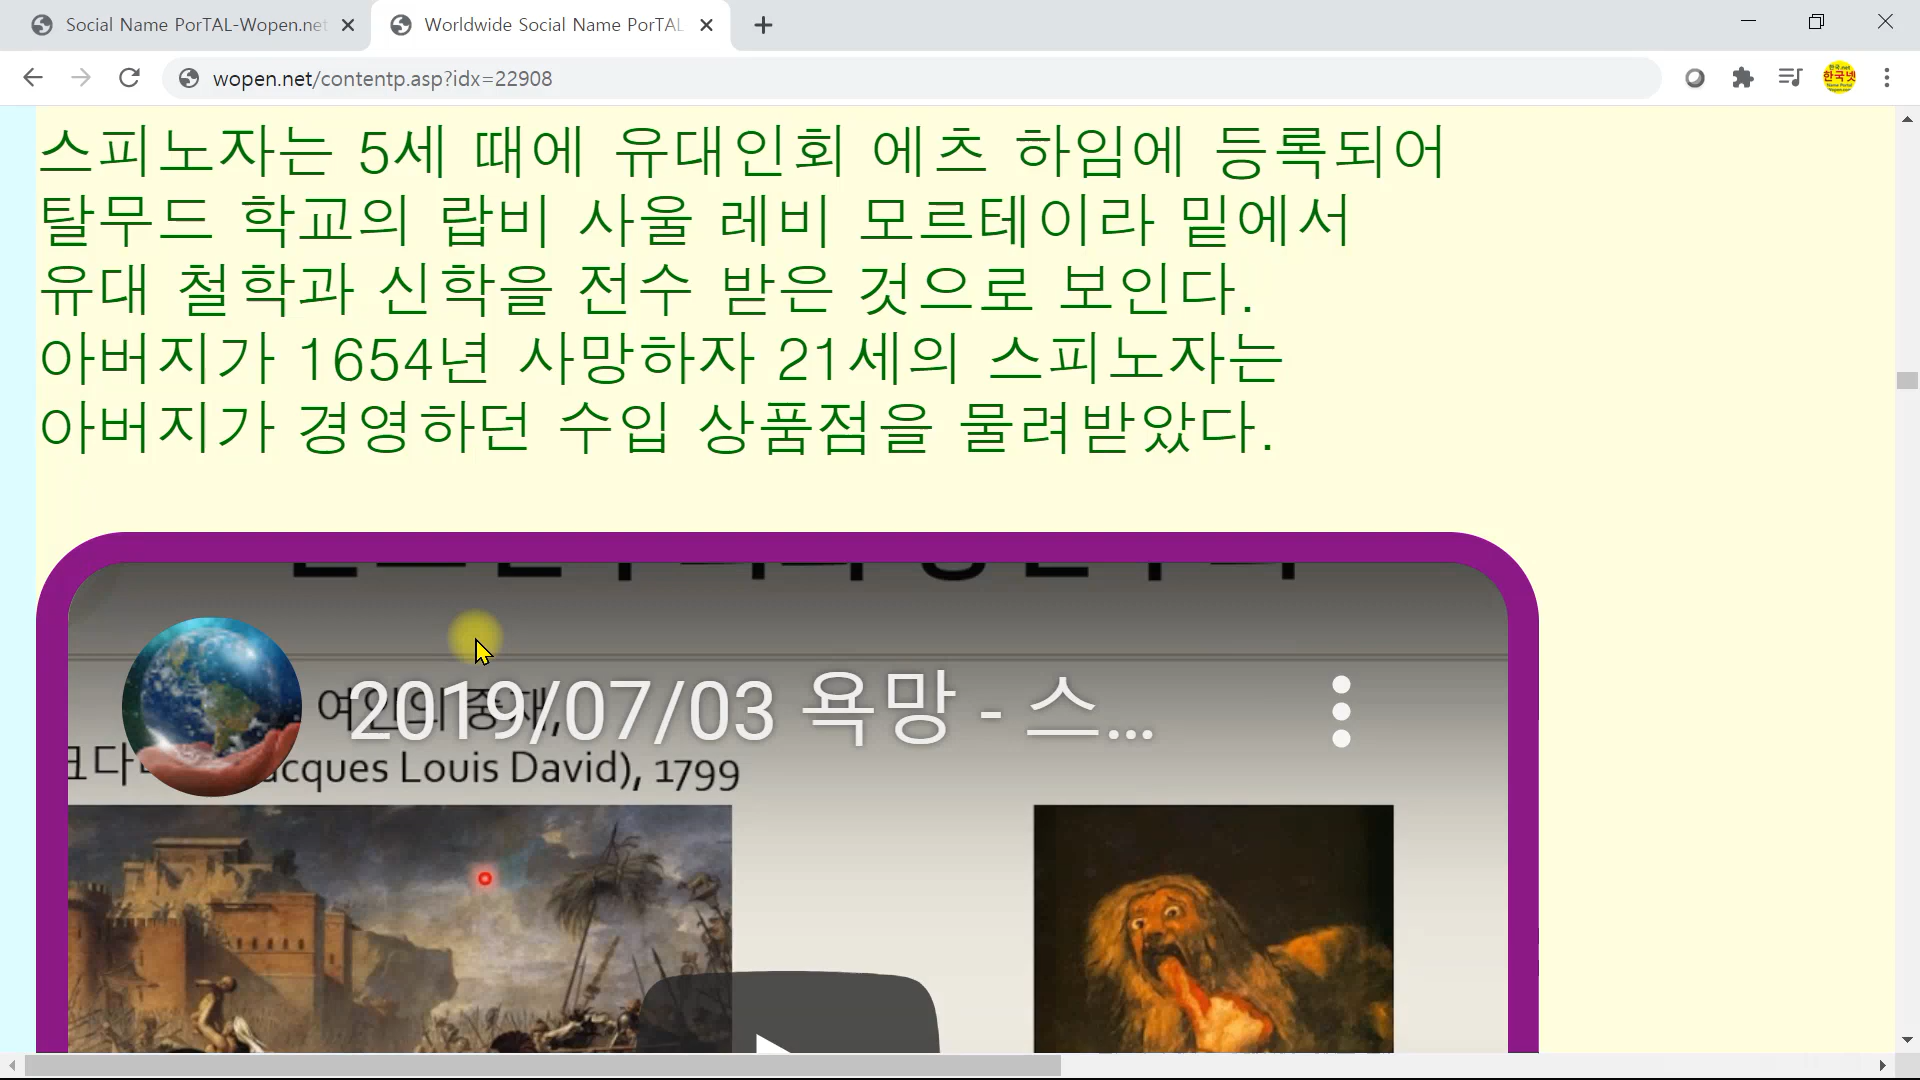 Social Name PorTAL-Wopen.net
Worldwide Social Name PorTAL
wopen.net/contentp.asp?idx=22908
한국넷
스피노자는 5세 때에 유대인회 에츠 하임에 등록되어
탈무드 학교의 랍비 사울 레비 모르테이라 밑에서
유대 철학과 신학을 전수 받은 것으로 보인다.
아버지가 1654년 사망하자 21세의 스피노자는
아버지가 경영하던 수입 상품점을 물려받았다.
2019/07/03 욕망 - 스...
Louis David), 1799